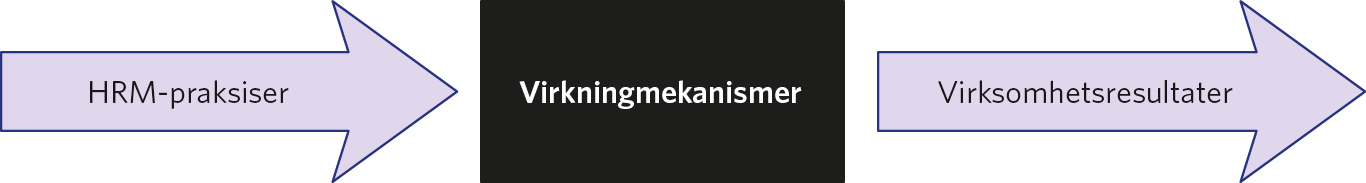 HRM-praksiser
Virkningmekanismer
Virksomhetsresultater